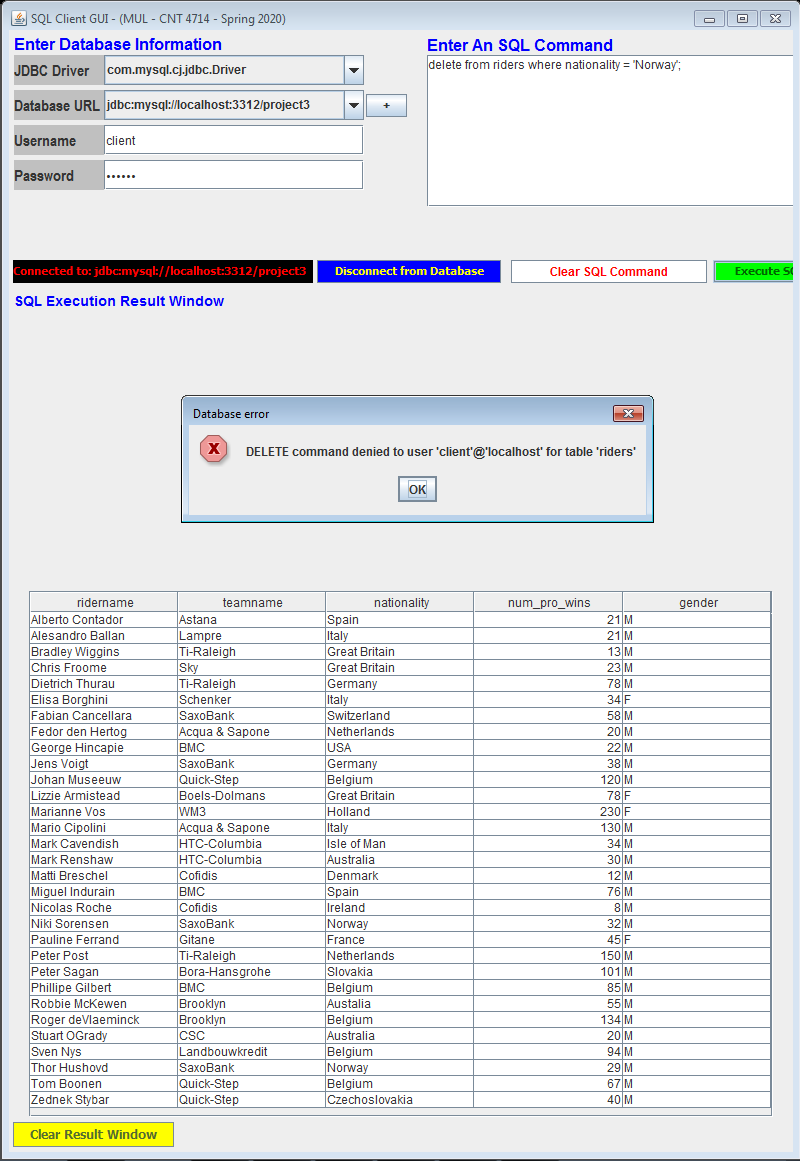 SQL Client GUI - (MUL - CNT 4714 - Spring 2020)
Enter Database Information
JDBC Driver com.mysql.cj.jdbc.Driver
Database URL jdbc:mysql://localhost:3312/project3 +
Username client
Password ••••••
Enter An SQL Command
delete from riders where nationality = 'Norway';
Connected to: jdbc:mysql://localhost:3312/project3 Disconnect from Database Clear SQL Command Execute
SQL Execution Result Window
Database error
X DELETE command denied to user 'client'@'localhost' for table 'riders'
OK
ridername teamname nationality num_pro_wins gender
Alberto Contador Astana Spain 21 M
Alesandro Ballan Lampre Italy 21 M
Bradley Wiggins Ti-Raleigh Great Britain 13 M
Chris Froome Sky Great Britain 23 M
Dietrich Thurau Ti-Raleigh Germany 78 M
Elisa Borghini Schenker Italy 34 F
Fabian Cancellara SaxoBank Switzerland 58 M
Fedor den Hertog Acqua & Sapone Netherlands 20 M
George Hincapie BMC USA 22 M
Jens Voigt SaxoBank Germany 38 M
Johan Museeuw Quick-Step Belgium 120 M
Lizzie Armistead Boels-Dolmans Great Britain 78 F
Marianne Vos WM3 Holland 230 F
Mario Cipolini Acqua & Sapone Italy 130 M
Mark Cavendish HTC-Columbia Isle of Man 34 M
Mark Renshaw HTC-Columbia Australia 30 M
Matti Breschel Cofidis Denmark 12 M
Miguel Indurain BMC Spain 76 M
Nicolas Roche Cofidis Ireland 8 M
Niki Sorensen SaxoBank Norway 32 M
Pauline Ferrand Gitane France 45 F
Peter Post Ti-Raleigh Netherlands 150 M
Peter Sagan Bora-Hansgrohe Slovakia 101 M
Phillipe Gilbert BMC Belgium 85 M
Robbie McKewen Brooklyn Austalia 55 M
Roger deVlaeminck Brooklyn Belgium 134 M
Stuart OGrady CSC Australia 20 M
Sven Nys Landbouwkredit Belgium 94 M
Thor Hushovd SaxoBank Norway 29 M
Tom Boonen Quick-Step Belgium 67 M
Zednek Stybar Quick-Step Czechoslovakia 40 M
Clear Result Window